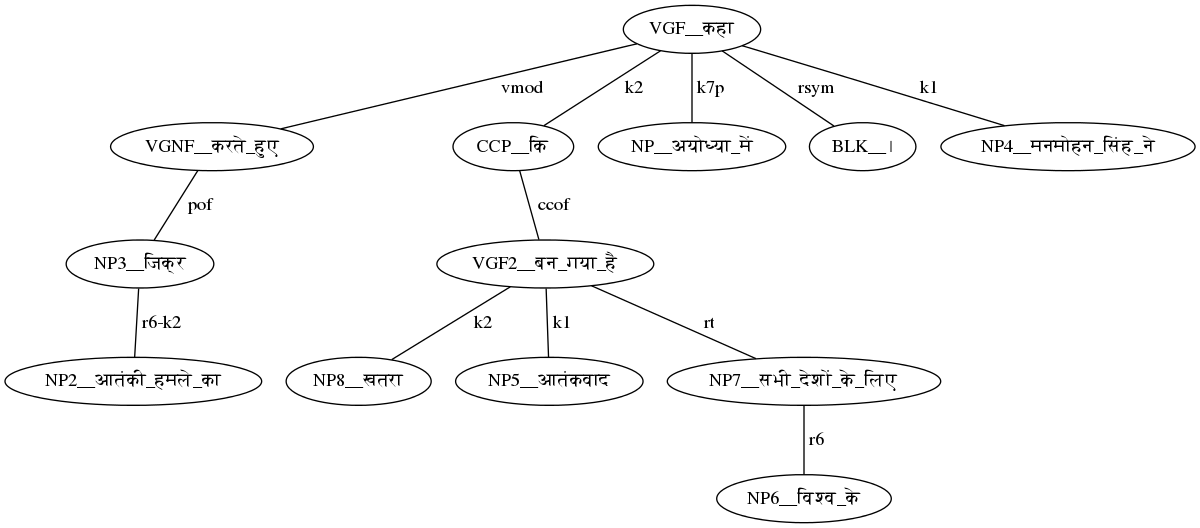 VGF__कहा
vmod k2 k7p rsym k1
VGNF__करते_हुए CCP__कि NP__अयोध्या_में BLK__। NP4__मनमोहन_सिंह_ने
pof ccof
NP3__जिक्र VGF2__बन_गया_है
r6-k2 k2 k1 rt
NP2__आतंकी_हमले_का NP8__खतरा NP5__आतंकवाद NP7__सभी_देशों_के_लिए
r6
NP6__विश्व_के